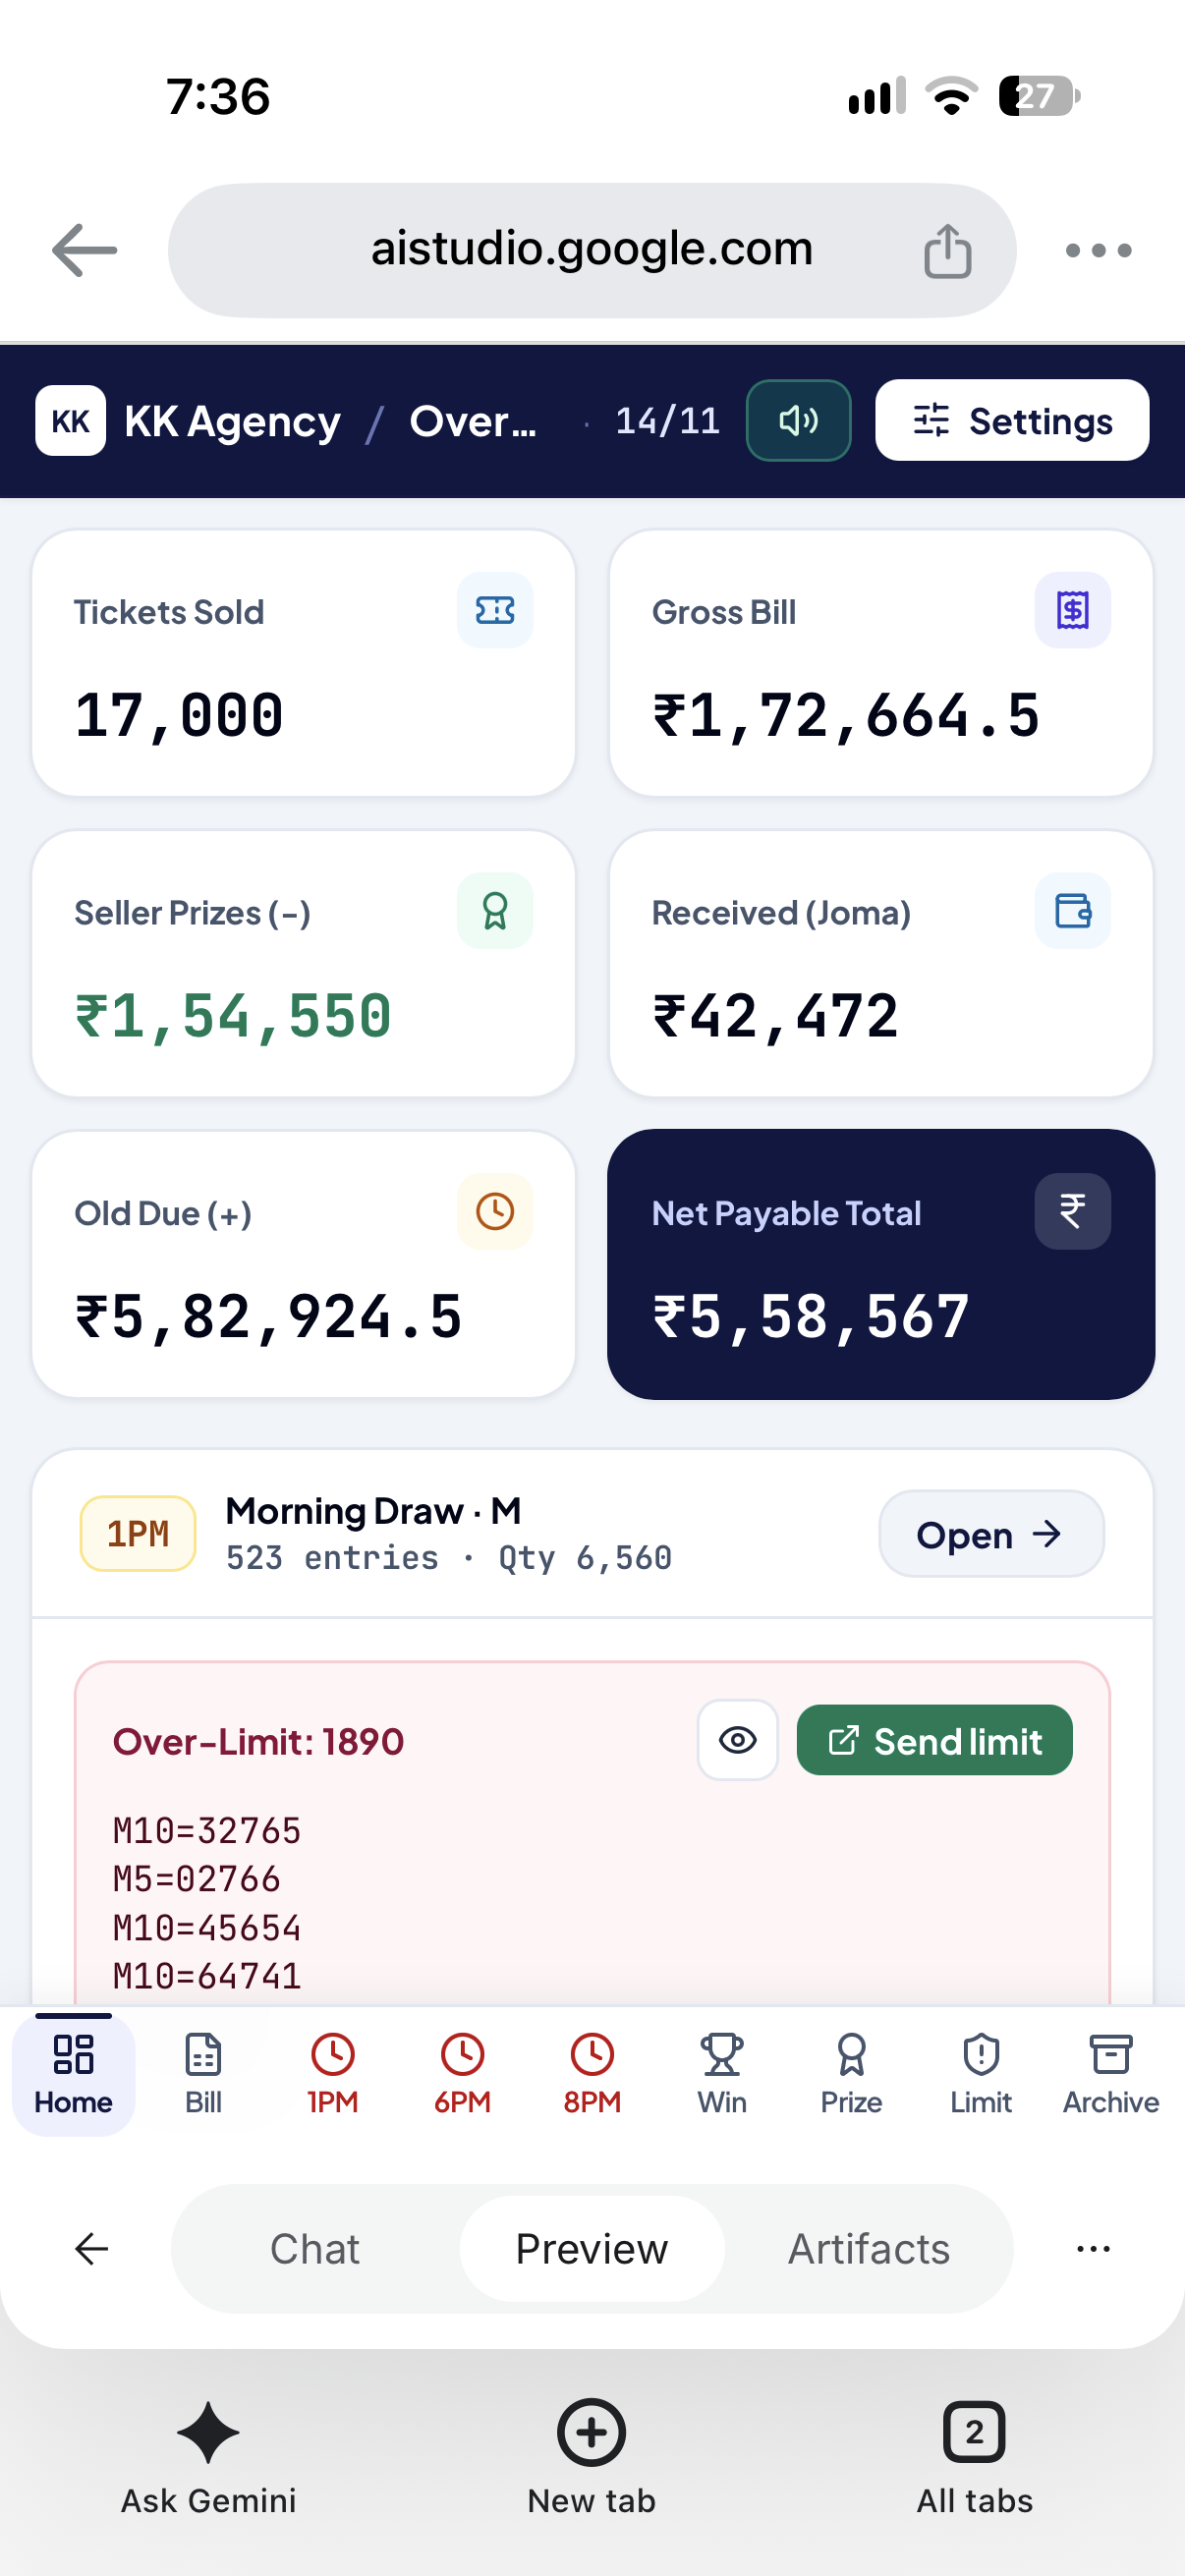 7:36
27
aistudio.google.com
KK KK Agency / Over... · 14/11 Settings
Tickets Sold
17,000
Gross Bill
₹1,72,664.5
Seller Prizes (-)
₹1,54,550
Received (Joma)
₹42,472
Old Due (+)
₹5,82,924.5
Net Payable Total
₹
₹5,58,567
1PM
Morning Draw · M
523 entries · Qty 6,560
Open →
Over-Limit: 1890
Send limit
M10=32765
M5=02766
M10=45654
M10=64741
Home Bill 1PM 6PM 8PM Win Prize Limit Archive
Chat Preview Artifacts
2
Ask Gemini New tab All tabs